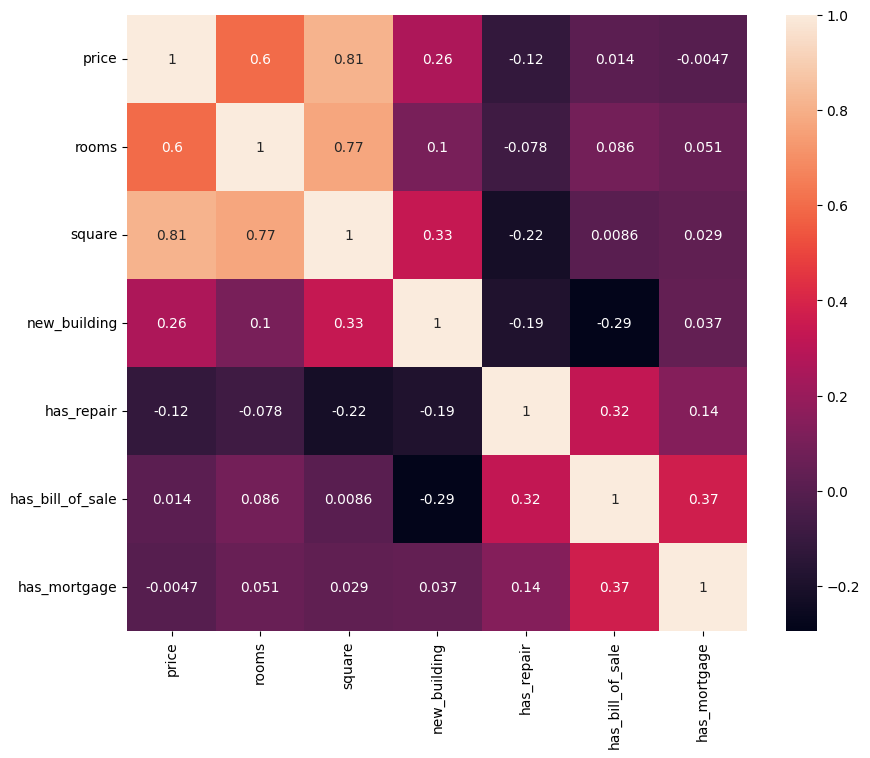 price 1 0.6 0.81 0.26 -0.12 0.014 -0.0047
rooms 0.6 1 0.77 0.1 -0.078 0.086 0.051
square 0.81 0.77 1 0.33 -0.22 0.0086 0.029
new_building 0.26 0.1 0.33 1 -0.19 -0.29 0.037
has_repair -0.12 -0.078 -0.22 -0.19 1 0.32 0.14
has_bill_of_sale 0.014 0.086 0.0086 -0.29 0.32 1 0.37
has_mortgage -0.0047 0.051 0.029 0.037 0.14 0.37 1
price rooms square new_building has_repair has_bill_of_sale has_mortgage
1.0
0.8
0.6
0.4
0.2
0.0
−0.2